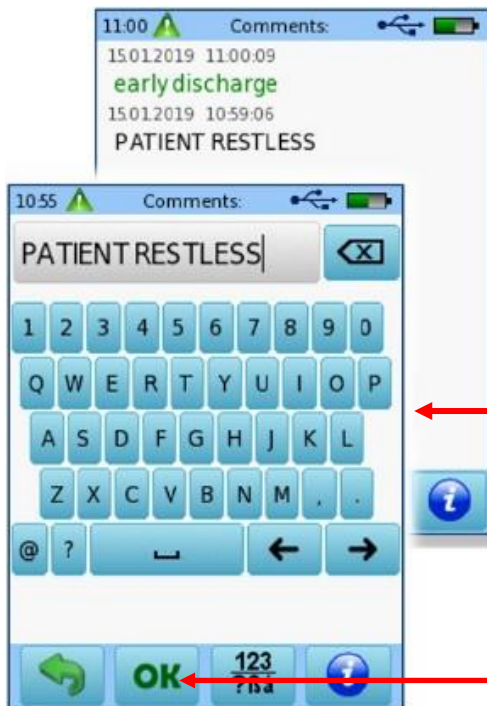 11:00 Comments:
15.01.2019 11:00:09
early discharge
15.01.2019 10:59:06
PATIENT RESTLESS
10:55 Comments:
PATIENT RESTLESS
1 2 3 4 5 6 7 8 9 0
Q W E R T Y U I O P
A S D F G H J K L
Z X C V B N M , .
@ ?
OK 123
?ßá
i
i